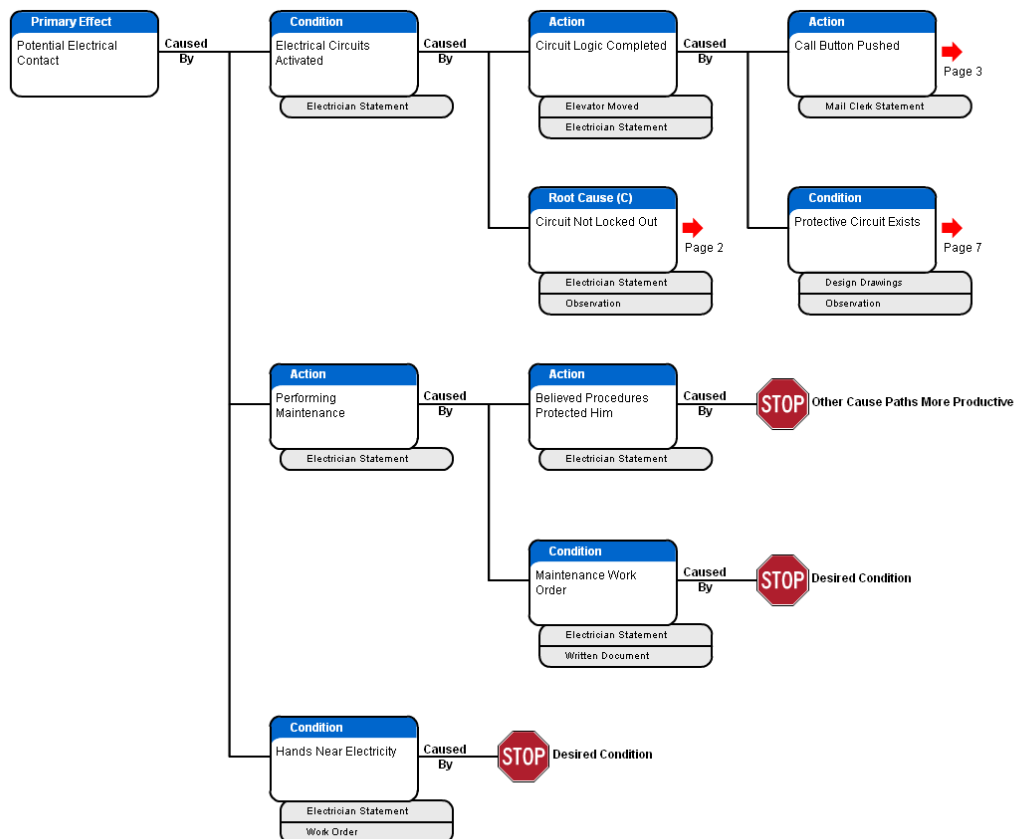 Primary Effect
Potential Electrical
Contact
Caused
By
Condition
Electrical Circuits
Activated
Electrician Statement
Caused
By
Action
Circuit Logic Completed
Elevator Moved
Electrician Statement
Caused
By
Action
Call Button Pushed
Mail Clerk Statement
Page 3
Root Cause (C)
Circuit Not Locked Out
Electrician Statement
Observation
Page 2
Condition
Protective Circuit Exists
Design Drawings
Observation
Page 7
Action
Performing
Maintenance
Electrician Statement
Caused
By
Action
Believed Procedures
Protected Him
Electrician Statement
Caused
By
STOP
Other Cause Paths More Productive
Condition
Maintenance Work
Order
Electrician Statement
Written Document
Caused
By
STOP
Desired Condition
Condition
Hands Near Electricity
Electrician Statement
Work Order
Caused
By
STOP
Desired Condition